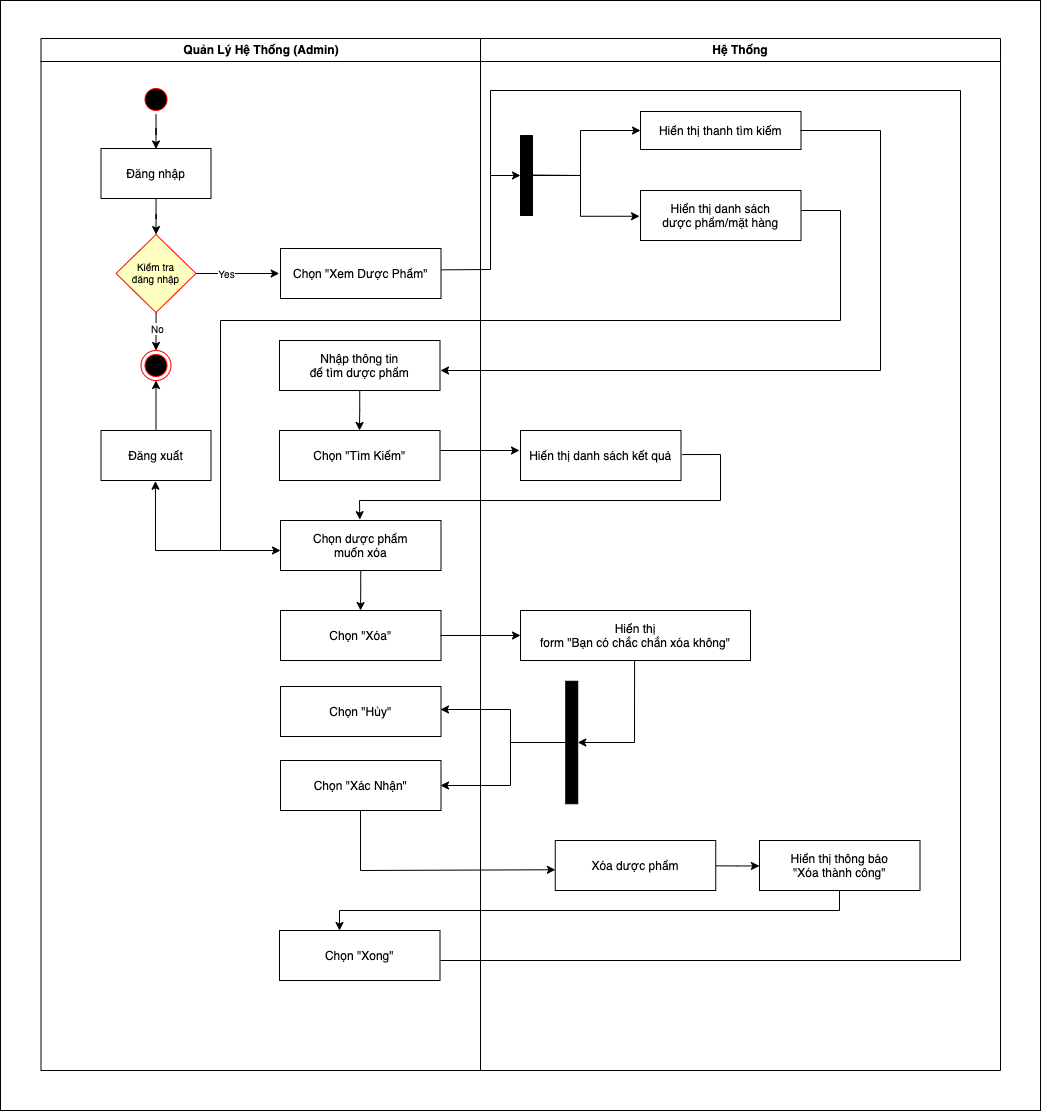 Quản Lý Hệ Thống (Admin)
Hệ Thống
Hiển thị thanh tìm kiếm
Đăng nhập
Hiển thị danh sách
dược phẩm/mặt hàng
Kiểm tra
đăng nhập
Yes
Chọn "Xem Dược Phẩm"
No
Nhập thông tin
để tìm dược phẩm
Đăng xuất
Chọn "Tìm Kiếm"
Hiển thị danh sách kết quả
Chọn dược phẩm
muốn xóa
Chọn "Xóa"
Hiển thị
form "Bạn có chắc chắn xóa không"
Chọn "Hủy"
Chọn "Xác Nhận"
Xóa dược phẩm
Hiển thị thông báo
"Xóa thành công"
Chọn "Xong"